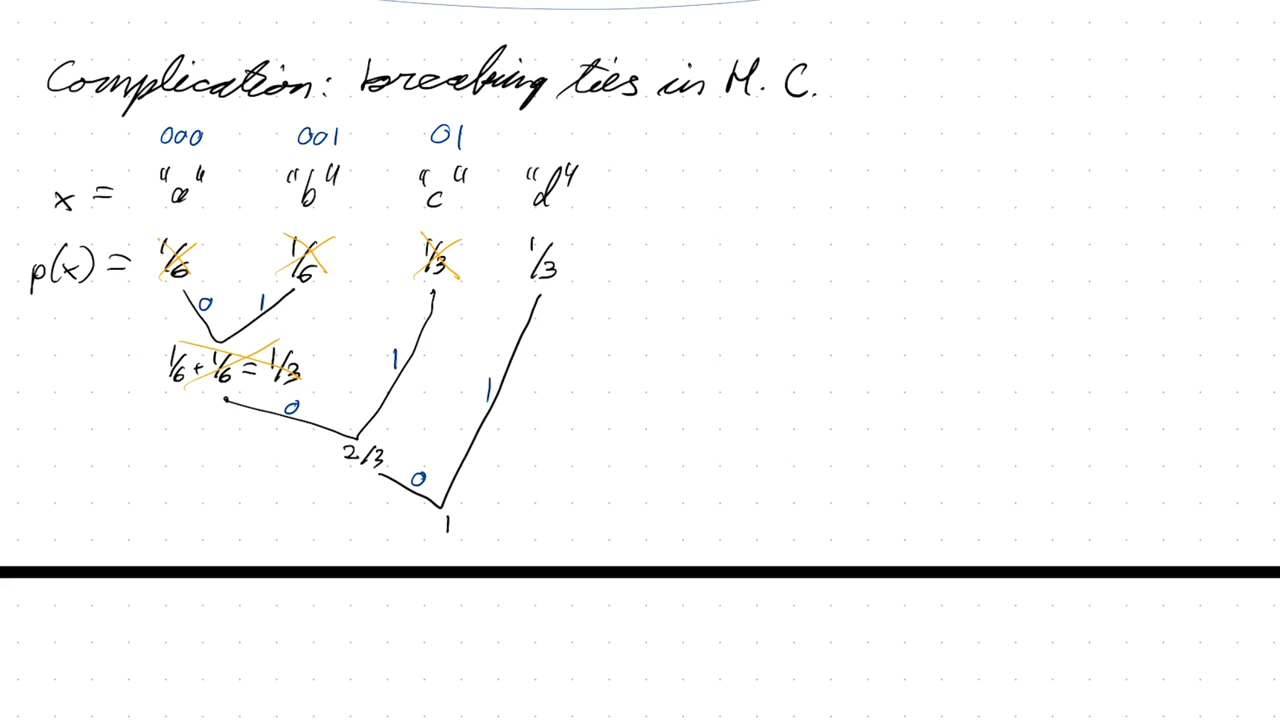 Complication: breaking ties in H. C.
000 001 01
x = "a" "b" "c" "d"
p(x) = 1/6 1/6 1/3 1/3
0 1
1/6 + 1/6 = 1/3
1
1
0
2/3
0
1